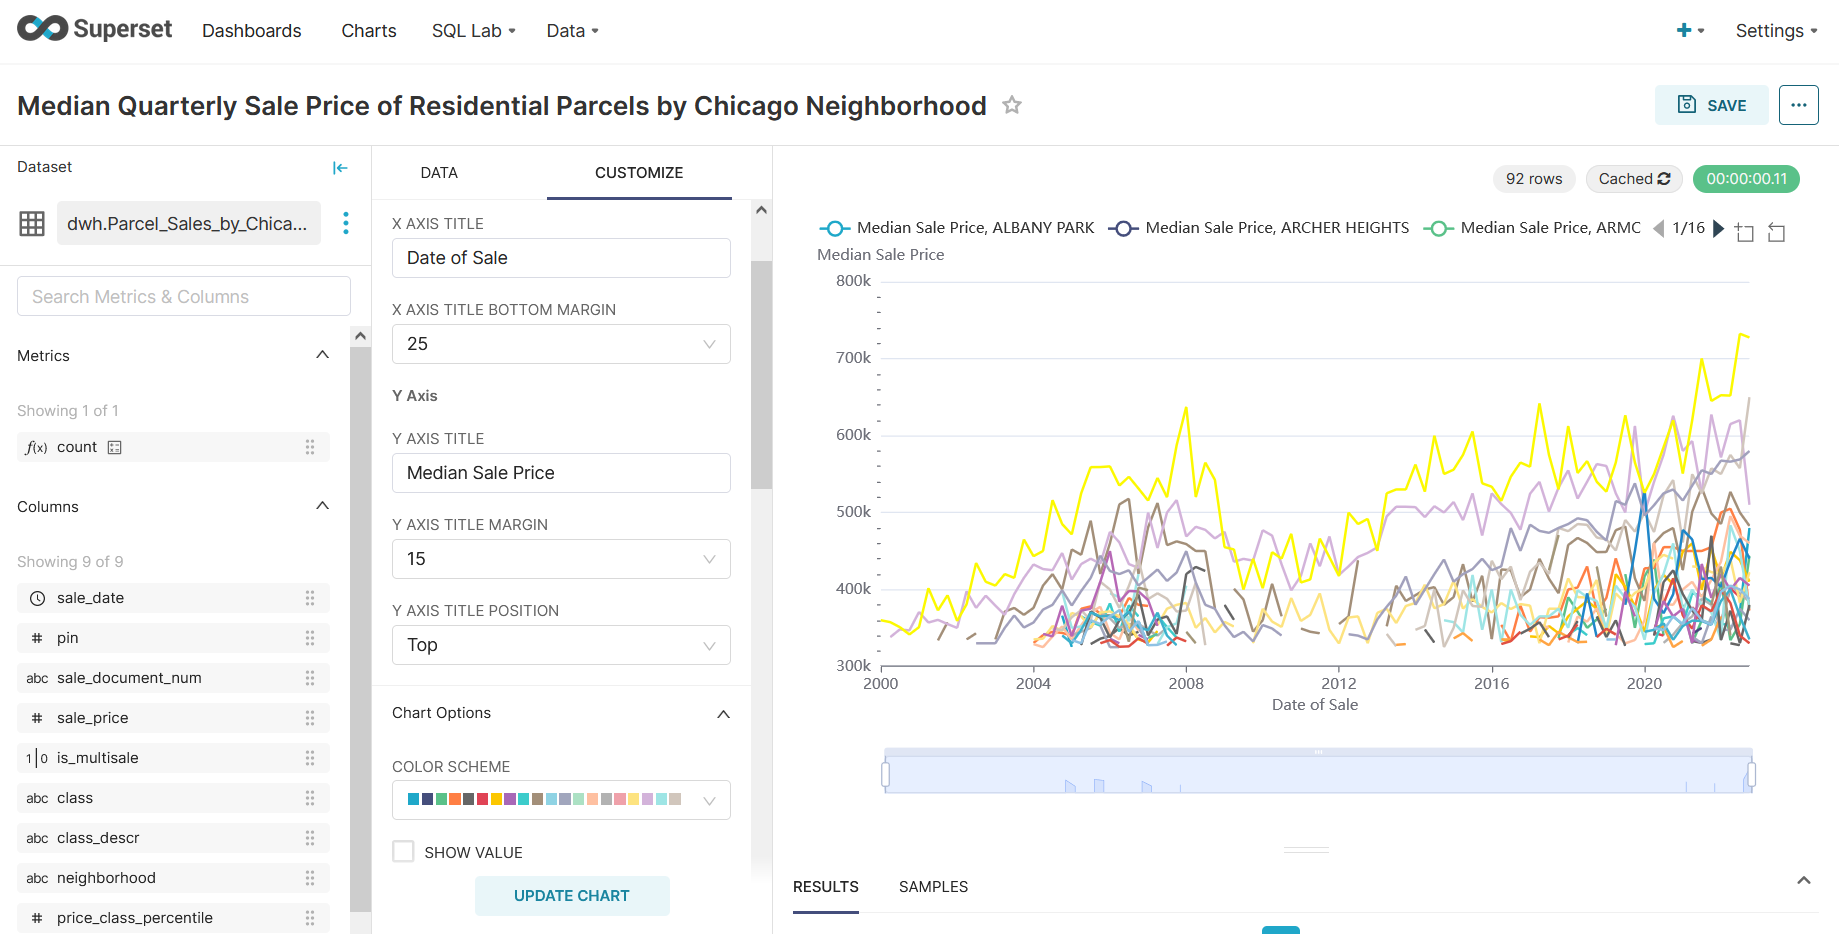 Superset
Dashboards
Charts
SQL Lab
Data
Settings
Median Quarterly Sale Price of Residential Parcels by Chicago Neighborhood
SAVE
Dataset
dwh.Parcel_Sales_by_Chica...
Search Metrics & Columns
Metrics
Showing 1 of 1
f(x) count
Columns
Showing 9 of 9
sale_date
# pin
abc sale_document_num
# sale_price
1|0 is_multisale
abc class
abc class_descr
abc neighborhood
# price_class_percentile
DATA
CUSTOMIZE
X AXIS TITLE
Date of Sale
X AXIS TITLE BOTTOM MARGIN
25
Y Axis
Y AXIS TITLE
Median Sale Price
Y AXIS TITLE MARGIN
15
Y AXIS TITLE POSITION
Top
Chart Options
COLOR SCHEME
SHOW VALUE
UPDATE CHART
92 rows
Cached
00:00:00.11
Median Sale Price, ALBANY PARK
Median Sale Price, ARCHER HEIGHTS
Median Sale Price, ARMC
1/16
Median Sale Price
800k
700k
600k
500k
400k
300k
2000
2004
2008
2012
2016
2020
Date of Sale
RESULTS
SAMPLES